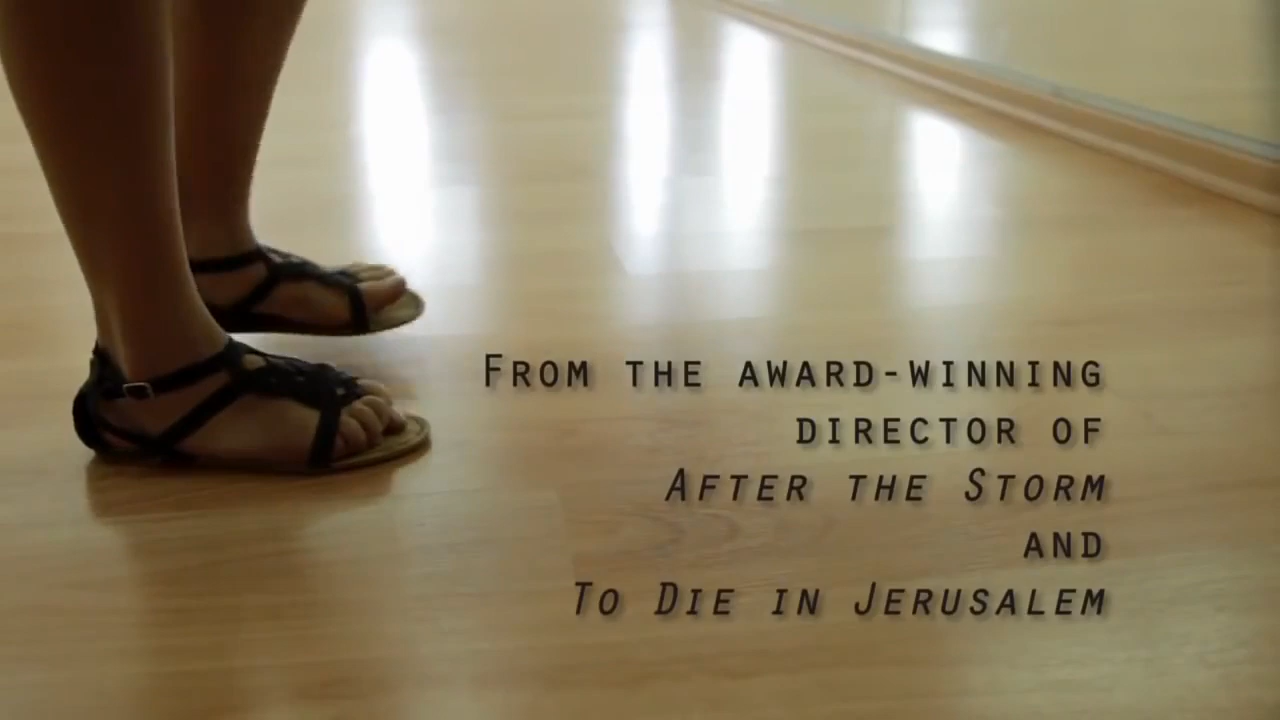 From the award-winning
director of
After the Storm
and
To Die in Jerusalem